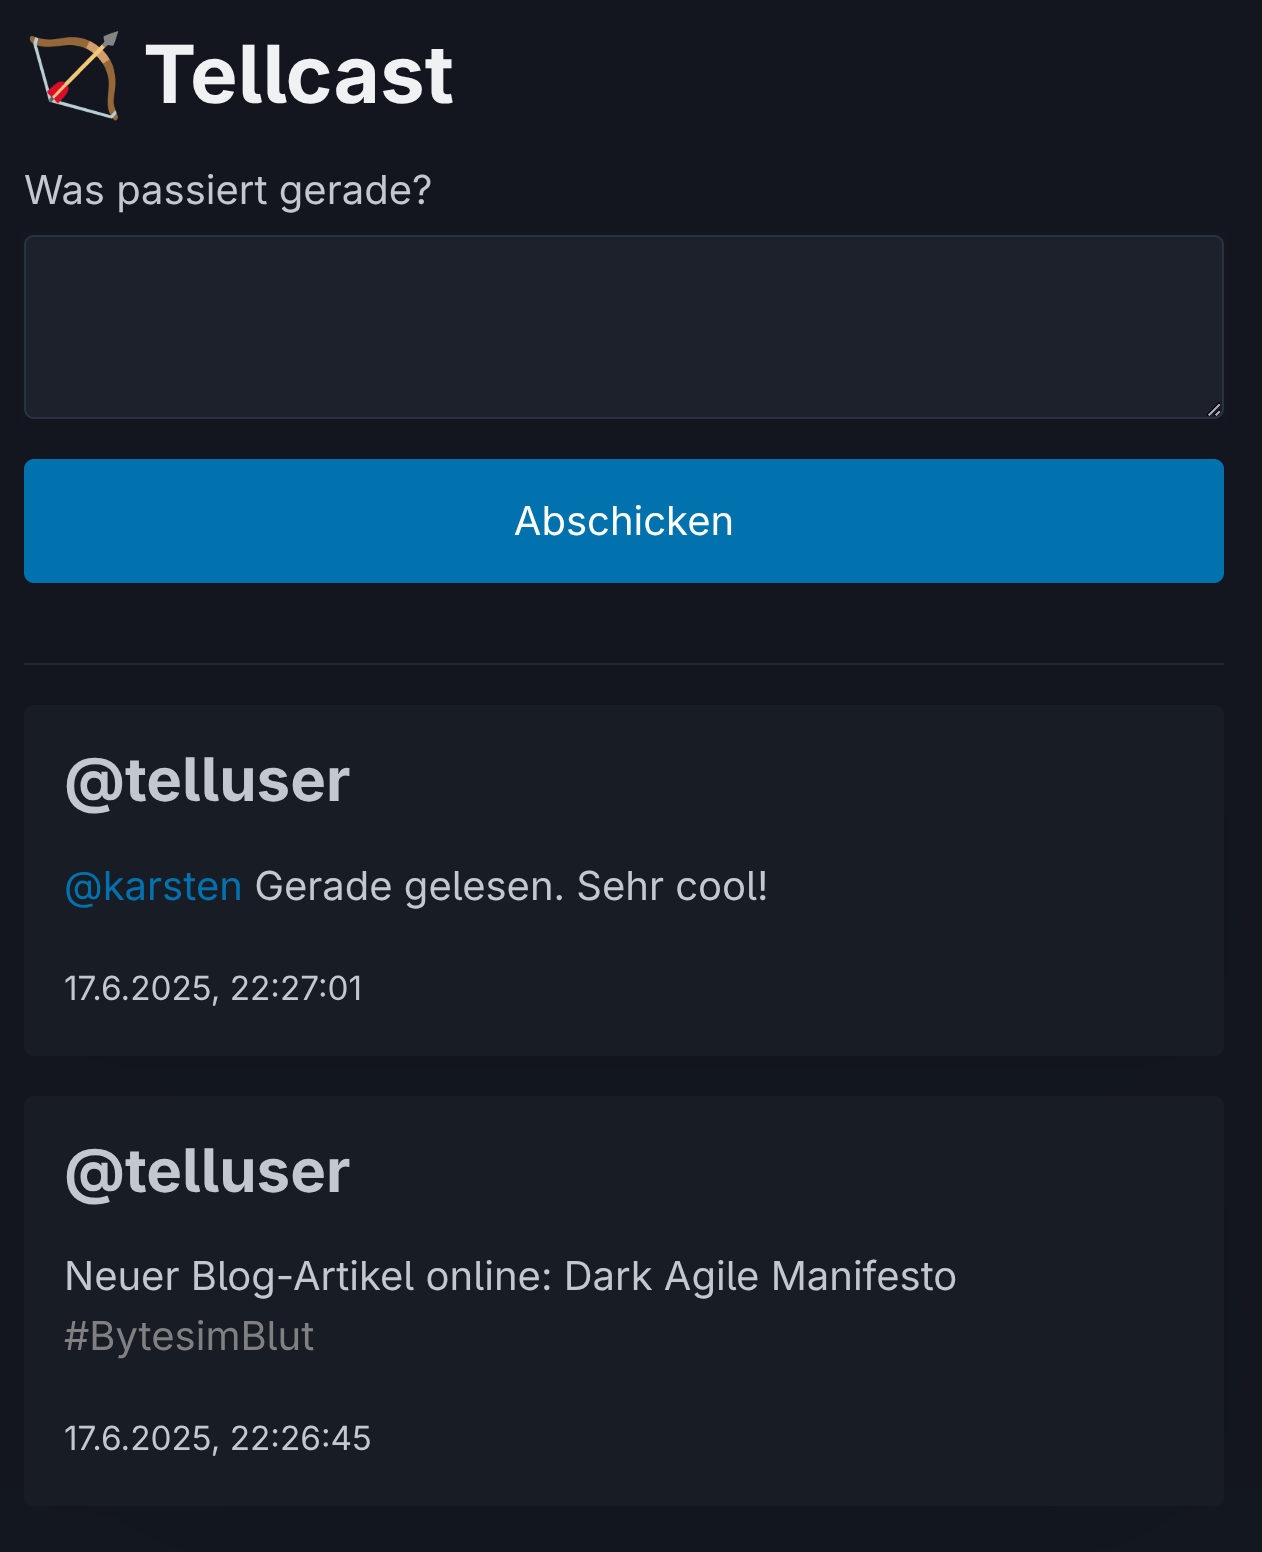 Tellcast
Was passiert gerade?
Abschicken
@telluser
@karsten Gerade gelesen. Sehr cool!
17.6.2025, 22:27:01
@telluser
Neuer Blog-Artikel online: Dark Agile Manifesto
#BytesimBlut
17.6.2025, 22:26:45